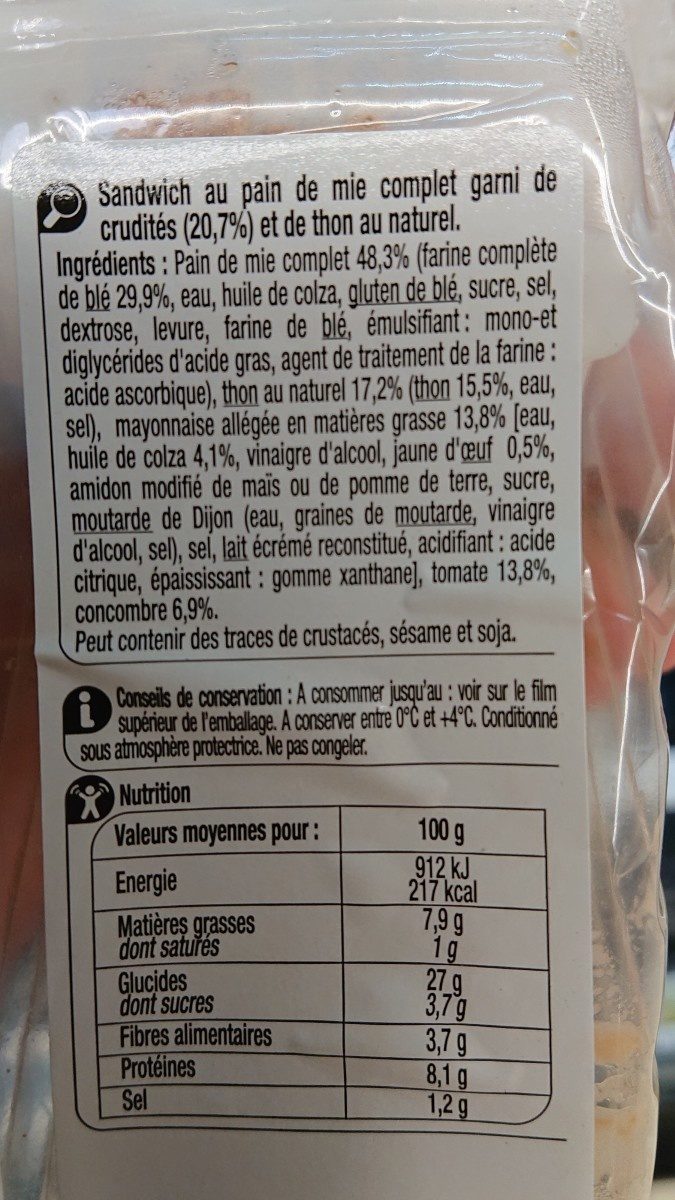 Sandwich au pain de mie complet garni de
crudités (20,7%) et de thon au naturel.
Ingrédients : Pain de mie complet 48,3% (farine complète
de blé 29,9%, eau, huile de colza, gluten de blé, sucre, sel,
dextrose, levure, farine de blé, émulsifiant : mono-et
diglycérides d'acide gras, agent de traitement de la farine :
acide ascorbique), thon au naturel 17,2% (thon 15,5%, eau,
sel), mayonnaise allégée en matières grasse 13,8% [eau,
huile de colza 4,1%, vinaigre d'alcool, jaune d'œuf 0,5%,
amidon modifié de maïs ou de pomme de terre, sucre,
moutarde de Dijon (eau, graines de moutarde, vinaigre
d'alcool, sel), sel, lait écrémé reconstitué, acidifiant : acide
citrique, épaississant : gomme xanthane], tomate 13,8%,
concombre 6,9%.
Peut contenir des traces de crustacés, sésame et soja.
Conseils de conservation : A consommer jusqu'au : voir sur le film
supérieur de l'emballage. A conserver entre 0°C et +4°C. Conditionné
sous atmosphère protectrice. Ne pas congeler.
Nutrition
Valeurs moyennes pour : 100 g
Energie 912 kJ
217 kcal
Matières grasses 7,9 g
dont saturés 1 g
Glucides 27 g
dont sucres 3,7 g
Fibres alimentaires 3,7 g
Protéines 8,1 g
Sel 1,2 g